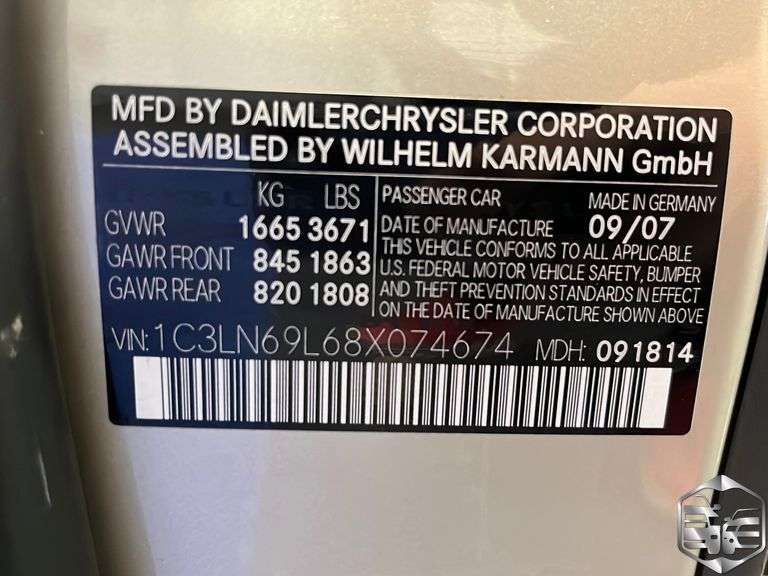 MFD BY DAIMLERCHRYSLER CORPORATION
ASSEMBLED BY WILHELM KARMANN GmbH
KG LBS
GVWR 1665 3671
GAWR FRONT 845 1863
GAWR REAR 820 1808
PASSENGER CAR MADE IN GERMANY
DATE OF MANUFACTURE 09/07
THIS VEHICLE CONFORMS TO ALL APPLICABLE
U.S. FEDERAL MOTOR VEHICLE SAFETY, BUMPER
AND THEFT PREVENTION STANDARDS IN EFFECT
ON THE DATE OF MANUFACTURE SHOWN ABOVE
VIN:1C3LN69L68X074674 MDH: 091814